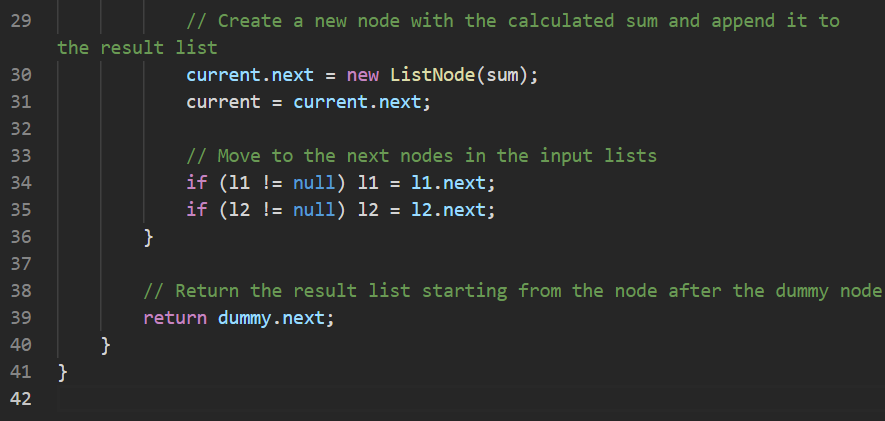 29 // Create a new node with the calculated sum and append it to
the result list
30 current.next = new ListNode(sum);
31 current = current.next;
32
33 // Move to the next nodes in the input lists
34 if (l1 != null) l1 = l1.next;
35 if (l2 != null) l2 = l2.next;
36 }
37
38 // Return the result list starting from the node after the dummy node
39 return dummy.next;
40 }
41 }
42